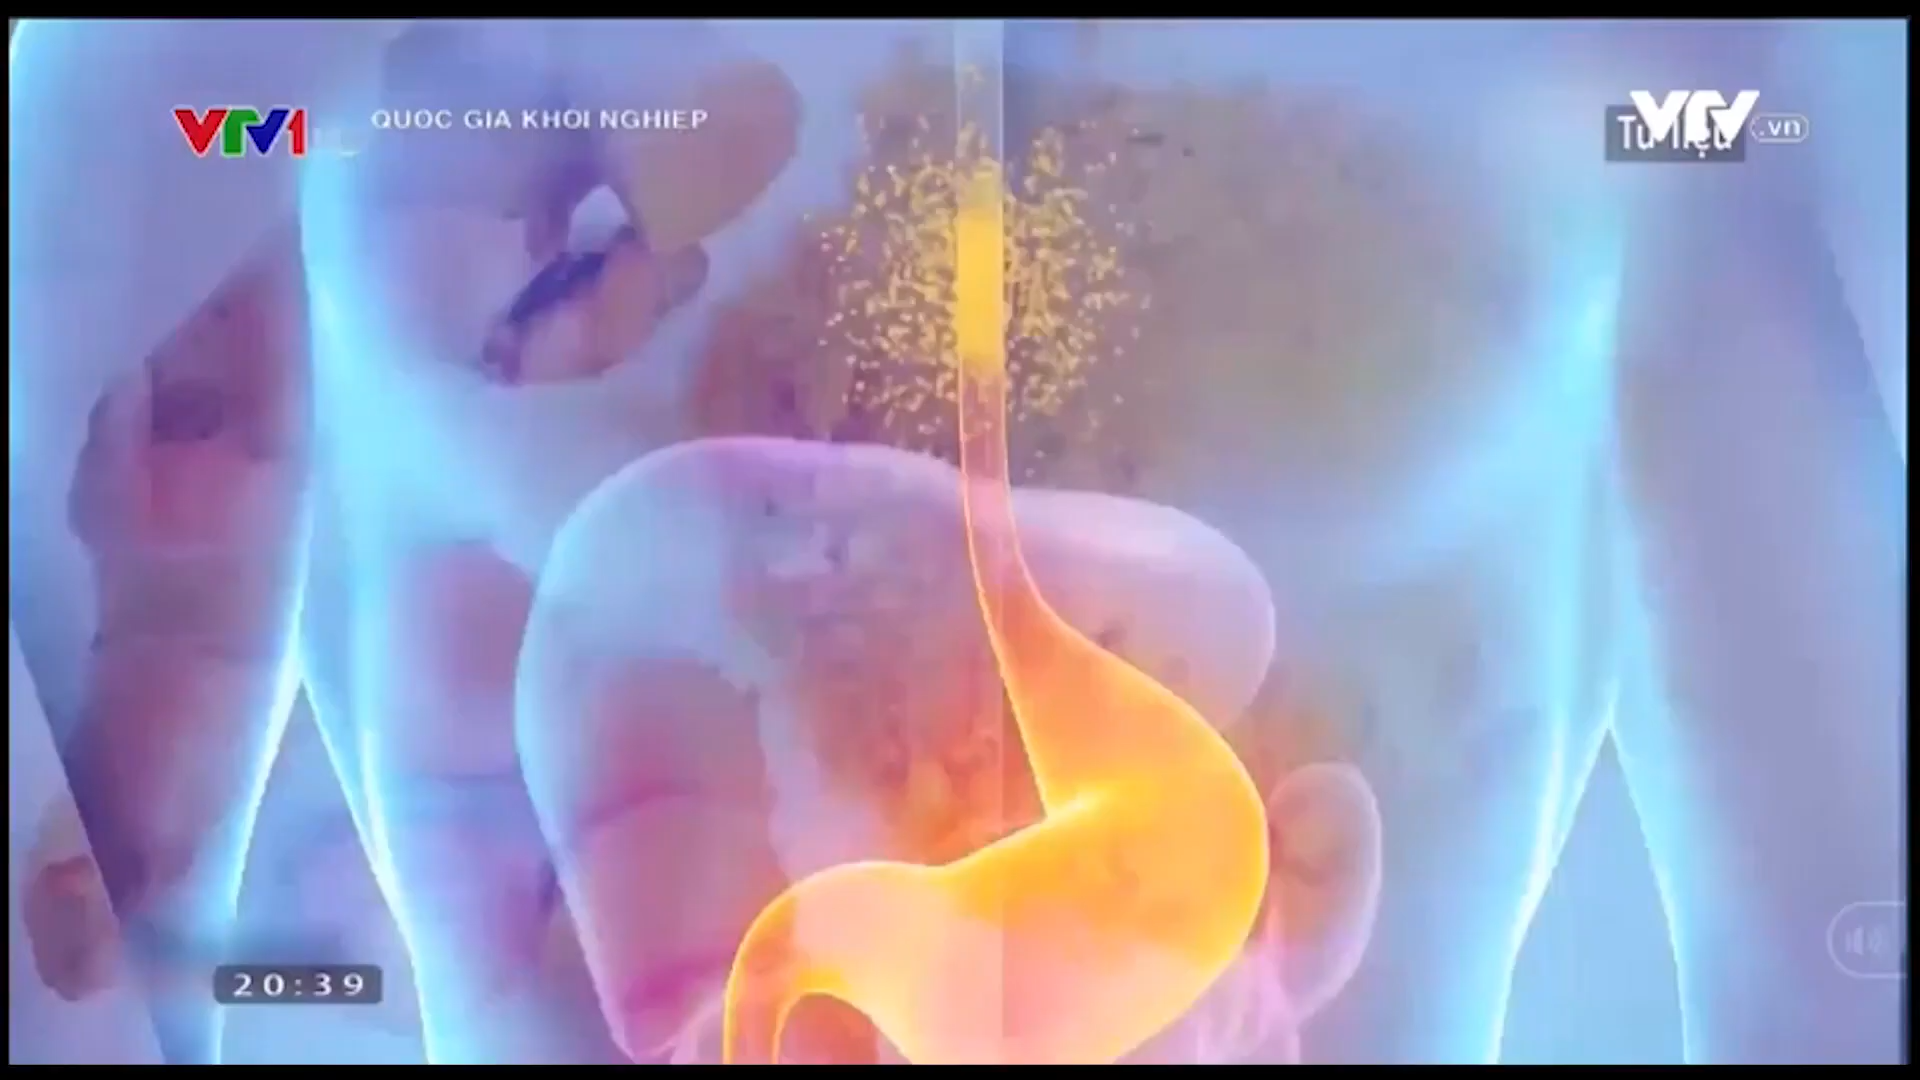 VTV1
QUOC GIA KHOI NGHIEP
VTV.vn
Tư liệu
20:39